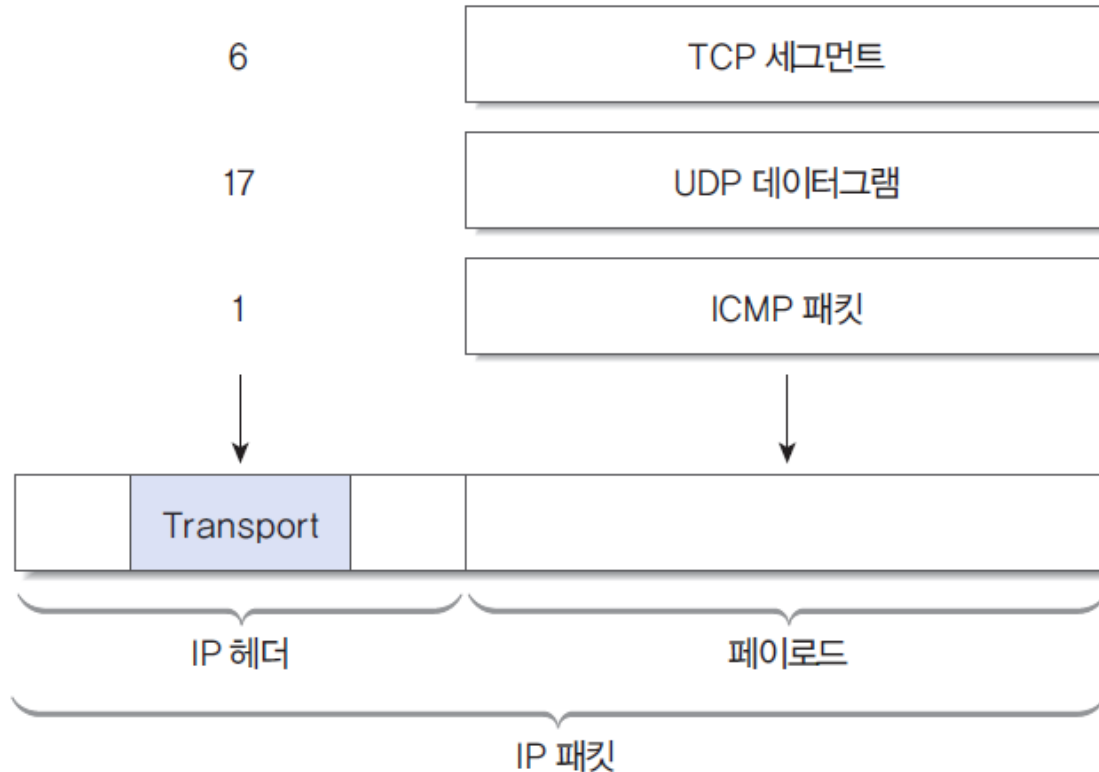 6 TCP 세그먼트
17 UDP 데이터그램
1 ICMP 패킷
Transport
IP 헤더 페이로드
IP 패킷